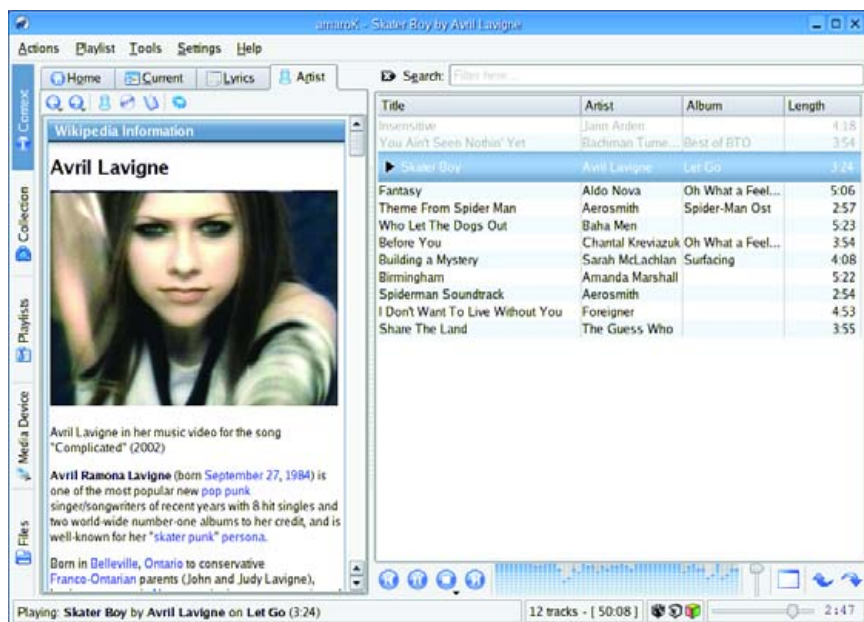 amaroK - Skater Boy by Avril Lavigne
Actions Playlist Tools Settings Help
Context
Collection
Playlists
Media Device
Files
Home Current Lyrics Artist
Wikipedia Information
Avril Lavigne
Avril Lavigne in her music video for the song
"Complicated" (2002)
Avril Ramona Lavigne (born September 27, 1984) is
one of the most popular new pop punk
singer/songwriters of recent years with 8 hit singles and
two world-wide number-one albums to her credit, and is
well-known for her "skater punk" persona.
Born in Belleville, Ontario to conservative
Franco-Ontarian parents (John and Judy Lavigne),
Search: Filter here...
Title Artist Album Length
Insensitive Jann Arden 4:18
You Ain't Seen Nothin' Yet Bachman Turne... Best of BTO 3:54
Skater Boy Avril Lavigne Let Go 3:24
Fantasy Aldo Nova Oh What a Feel... 5:06
Theme From Spider Man Aerosmith Spider-Man Ost 2:57
Who Let The Dogs Out Baha Men 5:23
Before You Chantal Kreviazuk Oh What a Feel... 3:54
Building a Mystery Sarah McLachlan Surfacing 4:08
Birmingham Amanda Marshall 5:22
Spiderman Soundtrack Aerosmith 2:54
I Don't Want To Live Without You Foreigner 4:53
Share The Land The Guess Who 3:55
Playing: Skater Boy by Avril Lavigne on Let Go (3:24)
12 tracks - [ 50:08 ]
2:47